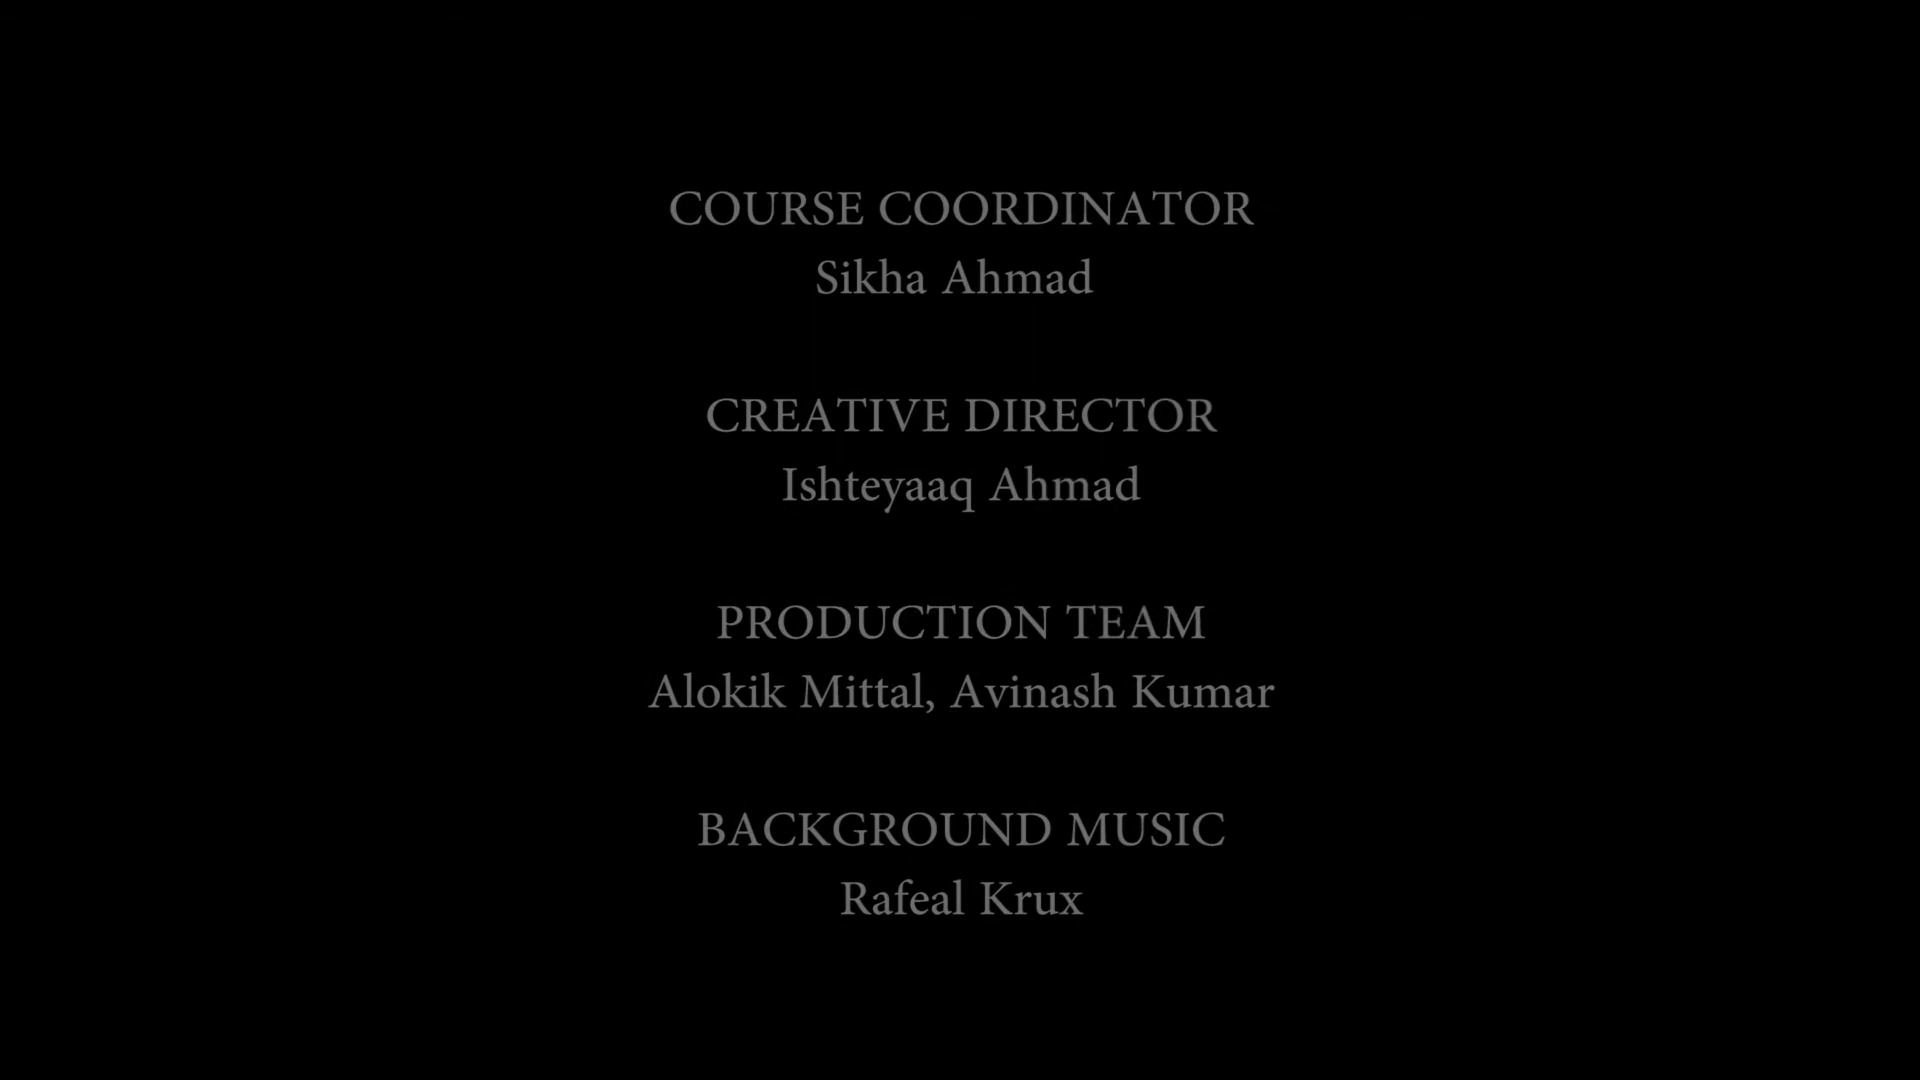 COURSE COORDINATOR
Sikha Ahmad
CREATIVE DIRECTOR
Ishteyaaq Ahmad
PRODUCTION TEAM
Alokik Mittal, Avinash Kumar
BACKGROUND MUSIC
Rafeal Krux